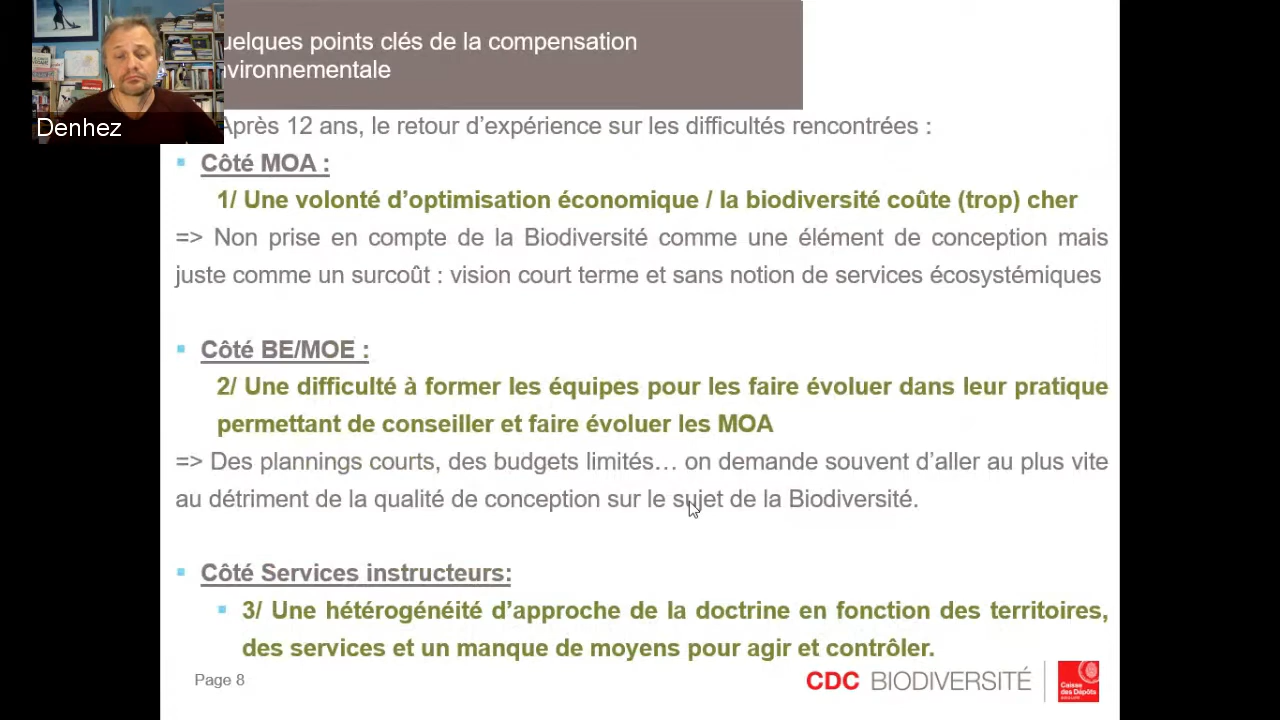 uelques points clés de la compensation
nvironnementale
Denhez
Après 12 ans, le retour d'expérience sur les difficultés rencontrées :
Côté MOA :
1/ Une volonté d'optimisation économique / la biodiversité coûte (trop) cher
=> Non prise en compte de la Biodiversité comme une élément de conception mais
juste comme un surcoût : vision court terme et sans notion de services écosystémiques
Côté BE/MOE :
2/ Une difficulté à former les équipes pour les faire évoluer dans leur pratique
permettant de conseiller et faire évoluer les MOA
=> Des plannings courts, des budgets limités… on demande souvent d'aller au plus vite
au détriment de la qualité de conception sur le sujet de la Biodiversité.
Côté Services instructeurs:
3/ Une hétérogénéité d'approche de la doctrine en fonction des territoires,
des services et un manque de moyens pour agir et contrôler.
Page 8
CDC BIODIVERSITÉ
Caisse
des Dépôts